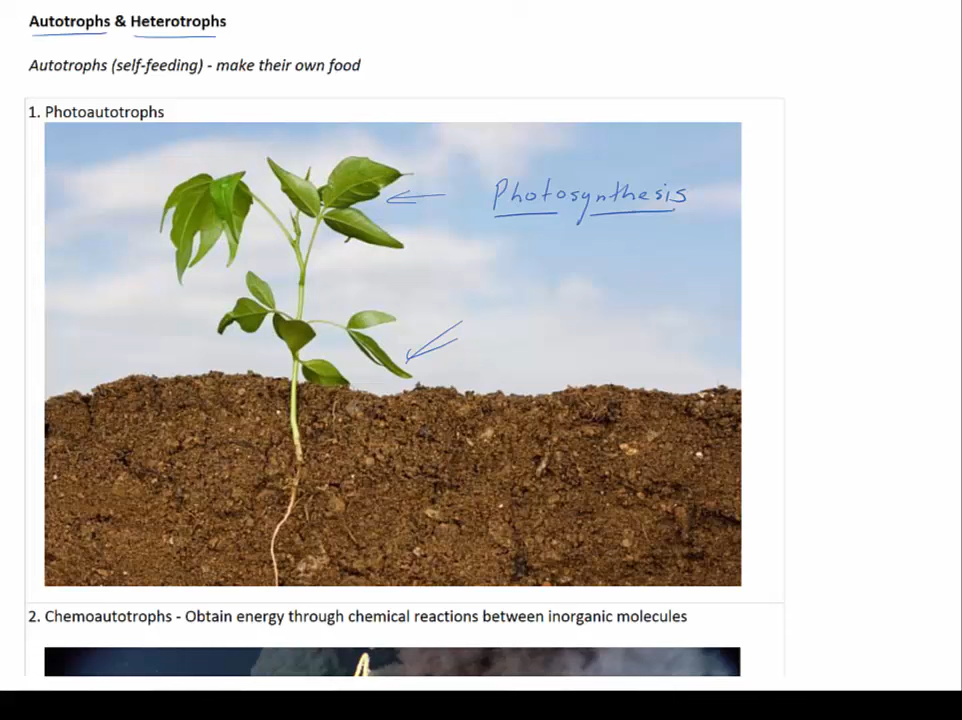 Autotrophs & Heterotrophs
Autotrophs (self-feeding) - make their own food
1. Photoautotrophs
Photosynthesis
2. Chemoautotrophs - Obtain energy through chemical reactions between inorganic molecules